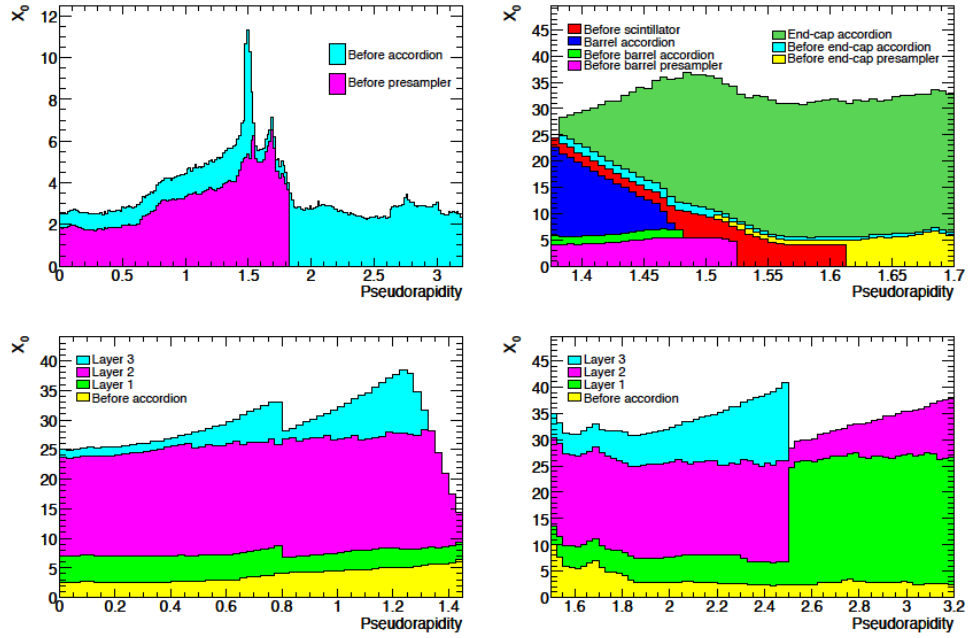 X₀
12
10
8
6
4
2
0
Before accordion
Before presampler
0 0.5 1 1.5 2 2.5 3
Pseudorapidity
X₀
45
40
35
30
25
20
15
10
5
0
Before scintillator
Barrel accordion
Before barrel accordion
Before barrel presampler
End-cap accordion
Before end-cap accordion
Before end-cap presampler
1.4 1.45 1.5 1.55 1.6 1.65 1.7
Pseudorapidity
X₀
40
35
30
25
20
15
10
5
0
Layer 3
Layer 2
Layer 1
Before accordion
0 0.2 0.4 0.6 0.8 1 1.2 1.4
Pseudorapidity
X₀
45
40
35
30
25
20
15
10
5
0
Layer 3
Layer 2
Layer 1
Before accordion
1.6 1.8 2 2.2 2.4 2.6 2.8 3 3.2
Pseudorapidity